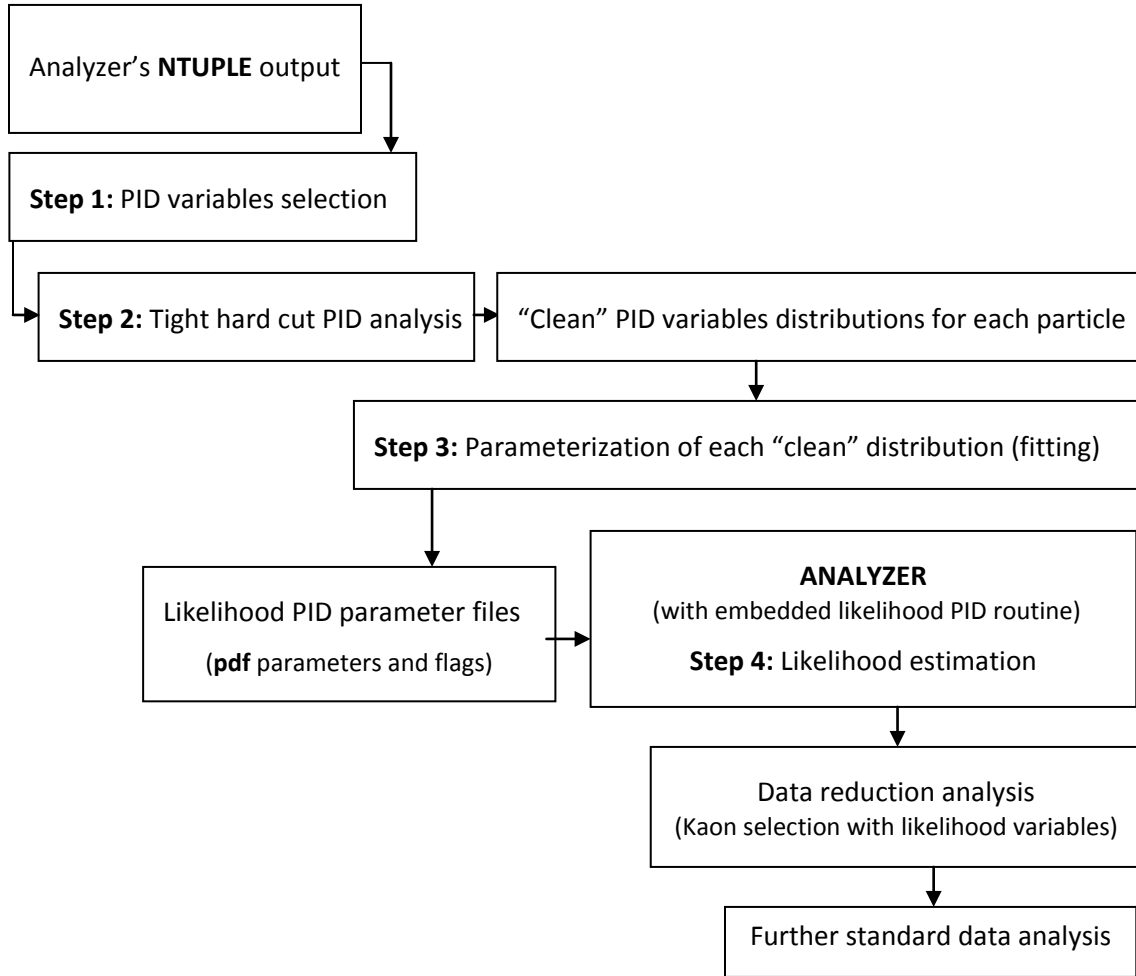 Analyzer’s NTUPLE output
Step 1: PID variables selection
Step 2: Tight hard cut PID analysis
“Clean” PID variables distributions for each particle
Step 3: Parameterization of each “clean” distribution (fitting)
Likelihood PID parameter files
(pdf parameters and flags)
ANALYZER
(with embedded likelihood PID routine)
Step 4: Likelihood estimation
Data reduction analysis
(Kaon selection with likelihood variables)
Further standard data analysis